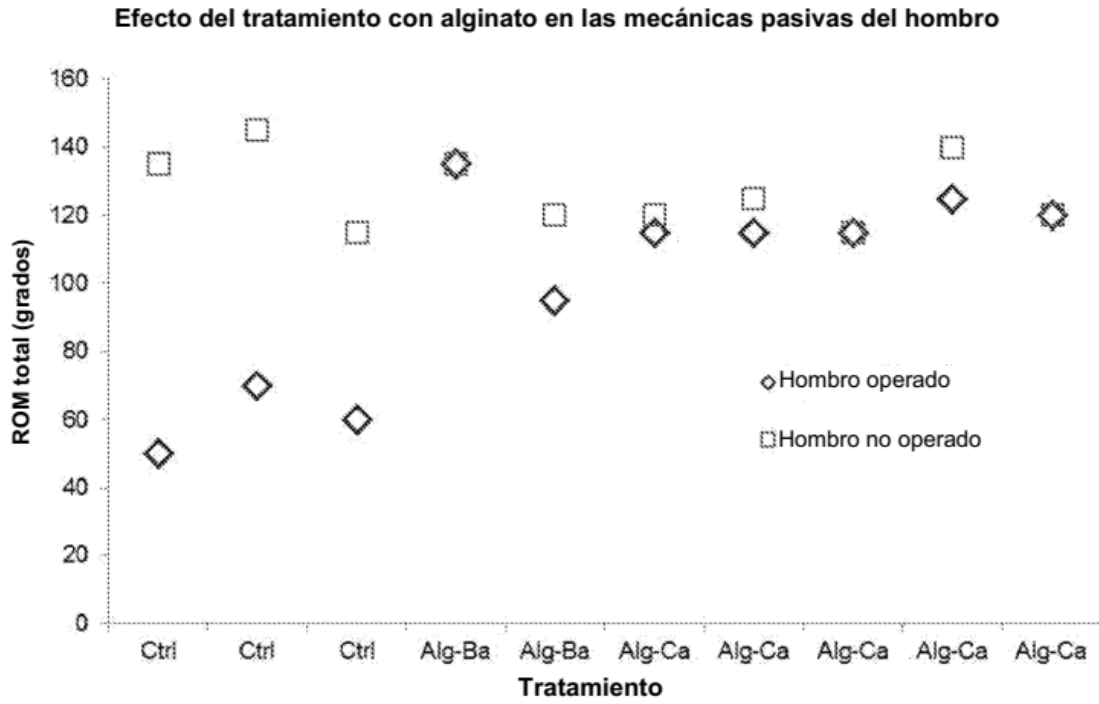 Efecto del tratamiento con alginato en las mecánicas pasivas del hombro
ROM total (grados)
160
140
120
100
80
60
40
20
0
Hombro operado
Hombro no operado
Ctrl Ctrl Ctrl Alg-Ba Alg-Ba Alg-Ca Alg-Ca Alg-Ca Alg-Ca Alg-Ca
Tratamiento